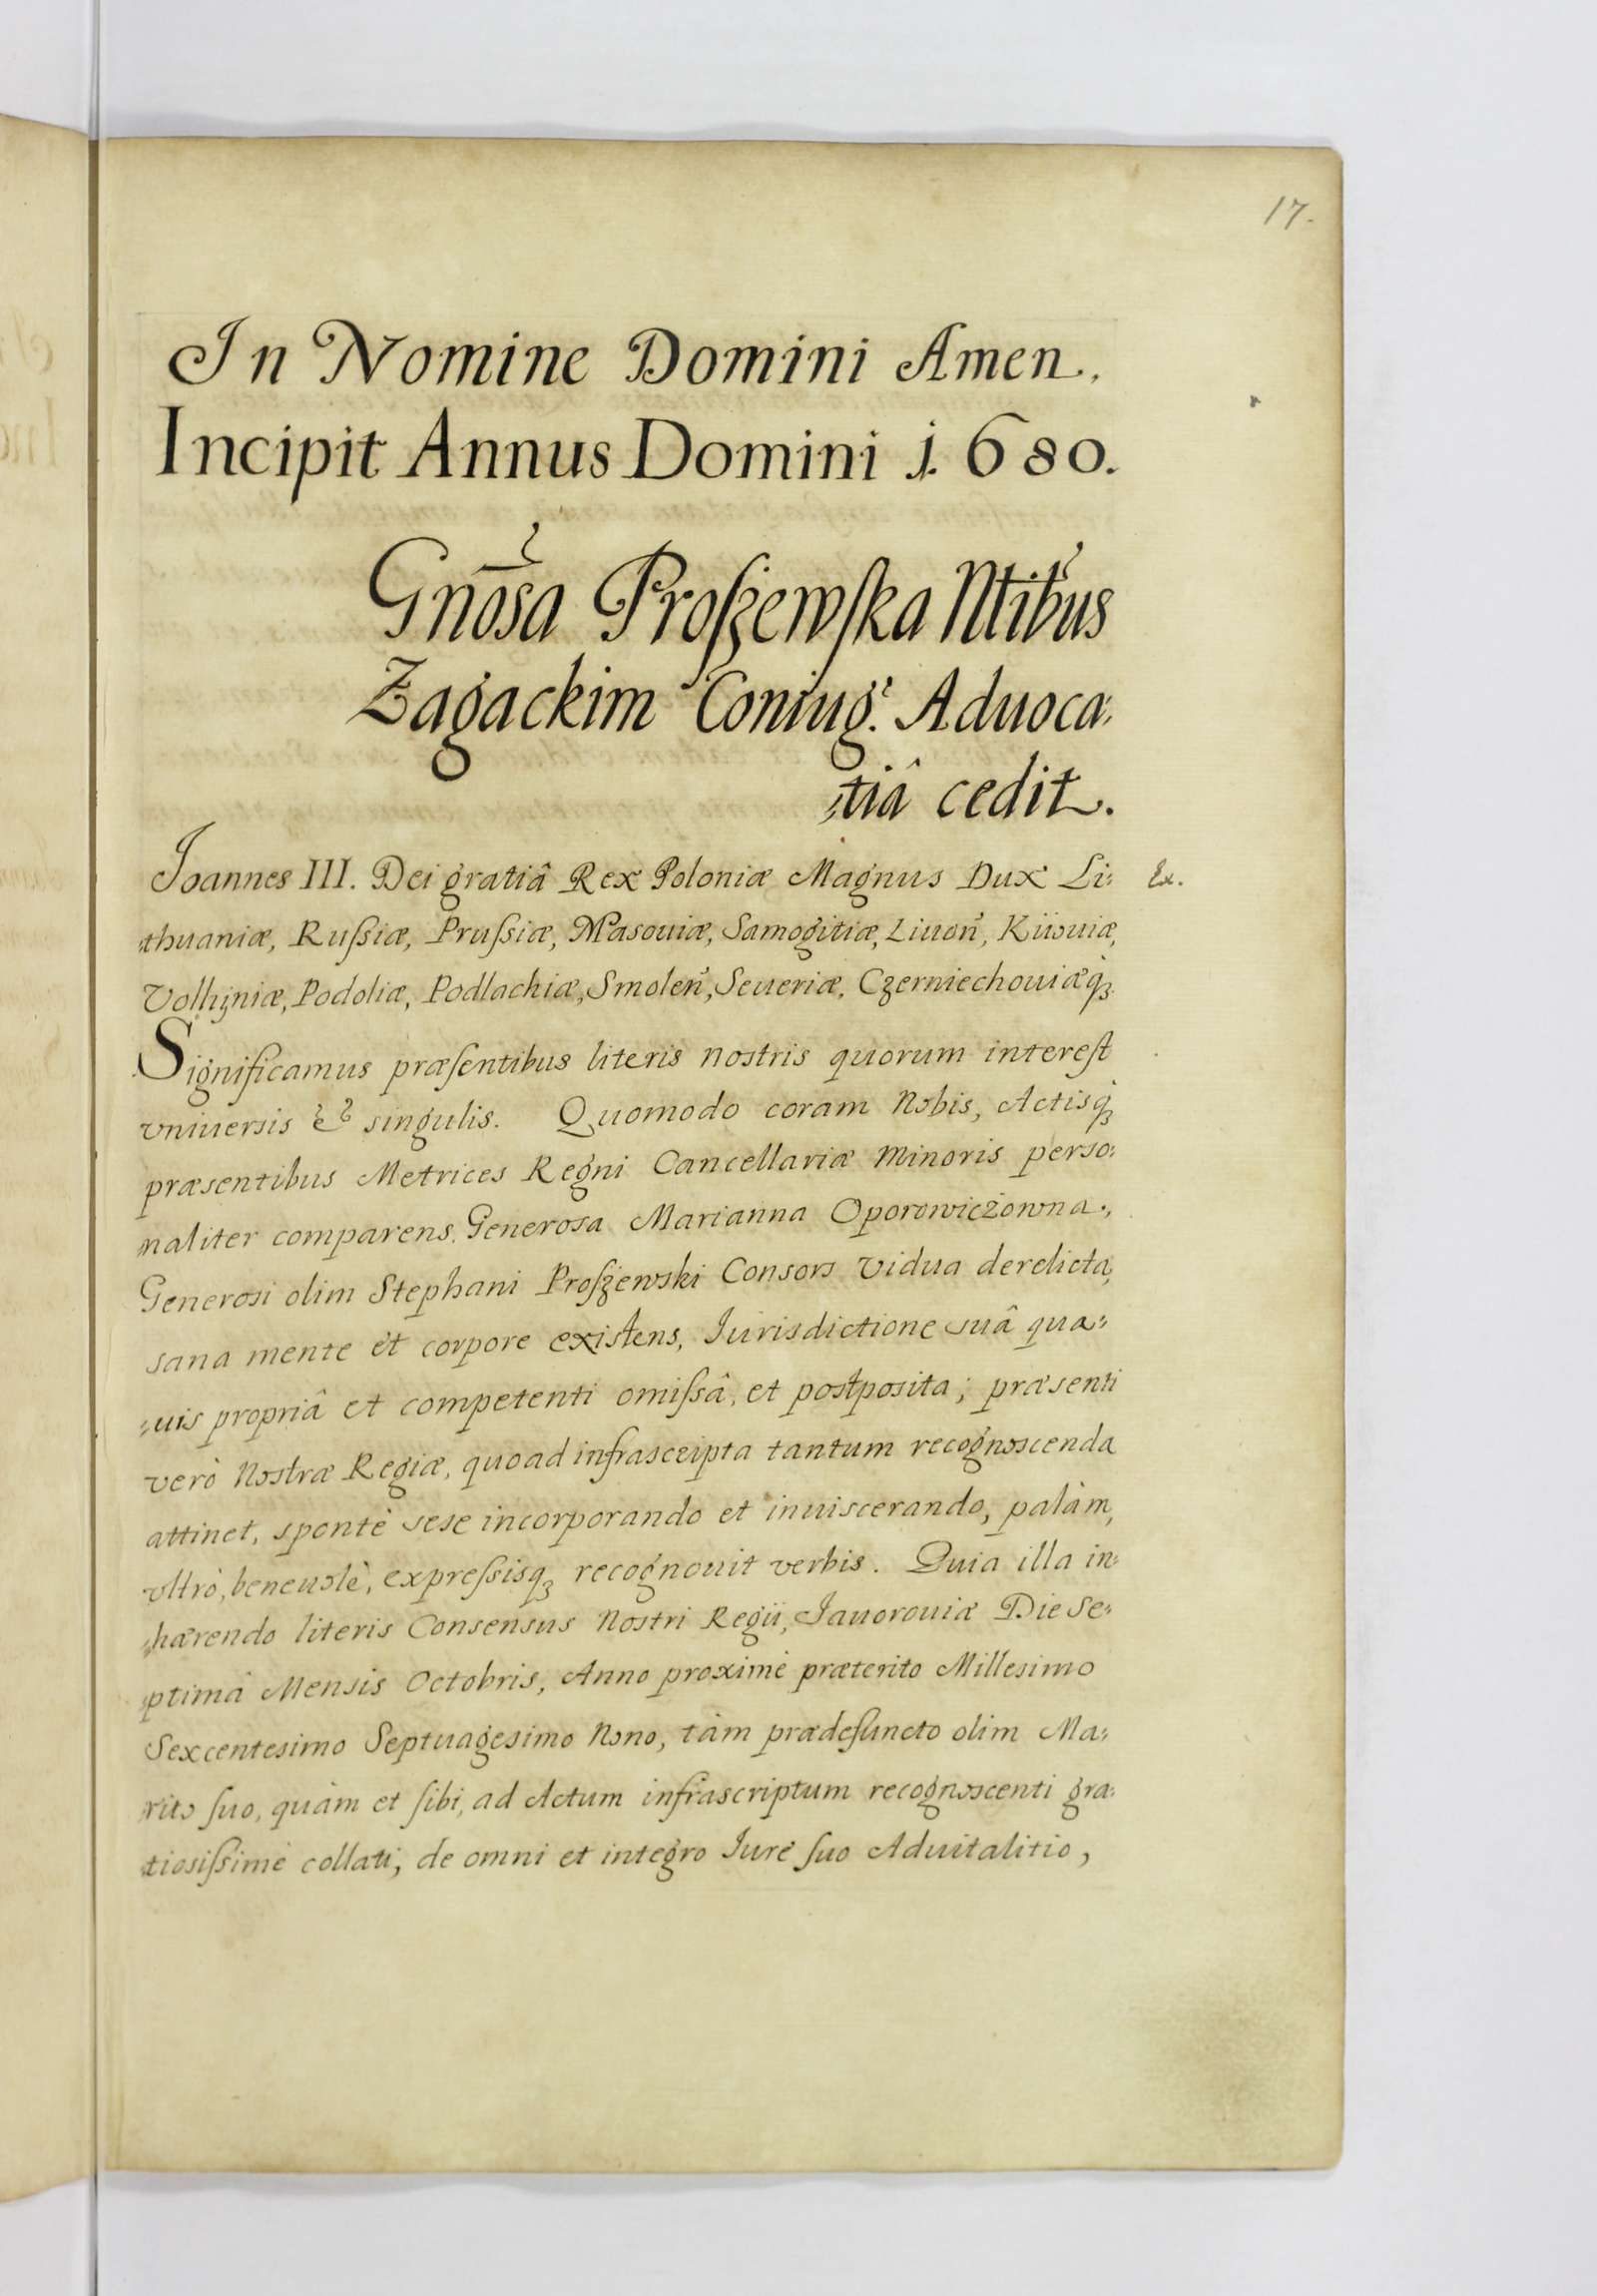 17.
In Nomine Domini Amen.
Incipit Annus Domini 1680.
Gnosa Proſzewſka Ntibus
Zagackim Coniug. Aduoca:
:tiâ cedit.
Joannes III. Dei gratiâ Rex Poloniæ Magnus Dux Li: Ex.
:thuaniæ, Ruſsiæ, Pruſsiæ, Masouiæ, Samogitiæ, Liuoñ, Kiiouiæ,
Volhyniæ, Podoliæ, Podlachiæ, Smoleñ, Seueriæ, Czerniechouiæq́ꝫ.
Significamus præſentibus literis nostris quorum intereſt
vniuersis & singulis. Quomodo coram Nobis, Actisq́ꝫ
præsentibus Metrices Regni Cancellariæ Minoris perso:
:naliter comparens. Generosa Marianna Oporowiczowna.,
Generosi olim Stephani Proſzewski Consors Vidua derelicta,
sana mente et corpore existens, Iurisdictione suâ qua:
:uis propriâ et competenti omiſsâ, et postposita; præsenti
verò Nostræ Regiæ, quoad infrascripta tantum recognoscenda
attinet, spontè sese incorporando et inuiscerando, palàm,
vltrò, beneuolè, expreſsisqꝫ recognouit verbis. Quia illa in:
:hærendo literis Consensus Nostri Regii, Jauorouiæ Die Se:
:ptimâ Mensis Octobris, Anno proximè præterito Millesimo
Sexcentesimo Septuagesimo Nono, tàm prædefuncto olim Ma:
:rito ſuo, quàm et ſibi, ad Actum infrascriptum recognoscenti gra:
:tiosiſsimè collati, de omni et integro Iure ſuo Aduitalitio,